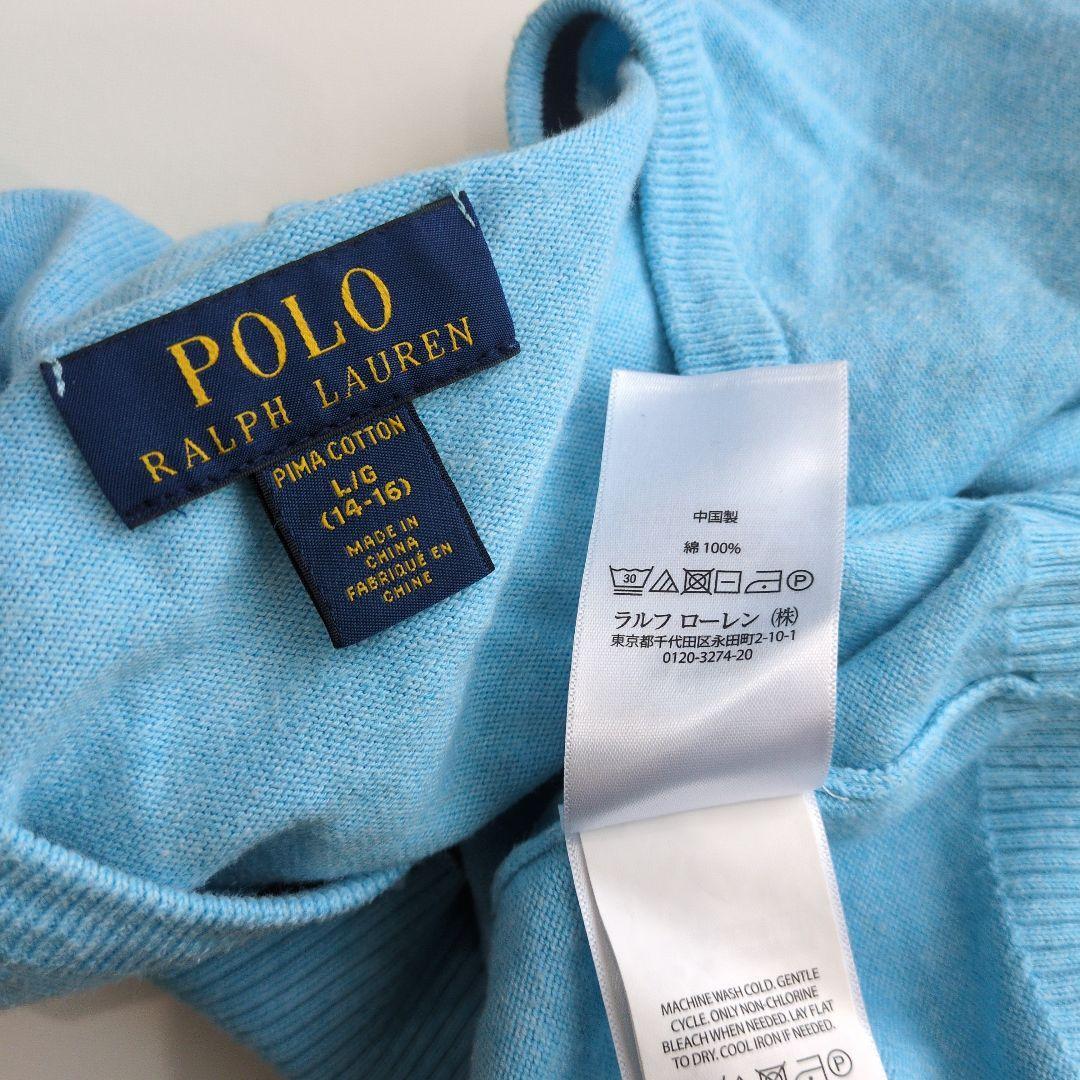 POLO
RALPH LAUREN
PIMA COTTON
L/G
(14-16)
MADE IN
CHINA
FABRIQUÉ EN
CHINE
中国製
綿 100%
30 P
ラルフ ローレン (株)
東京都千代田区永田町2-10-1
0120-3274-20
MACHINE WASH COLD. GENTLE
CYCLE. ONLY NON-CHLORINE
BLEACH WHEN NEEDED. LAY FLAT
TO DRY. COOL IRON IF NEEDED.
P